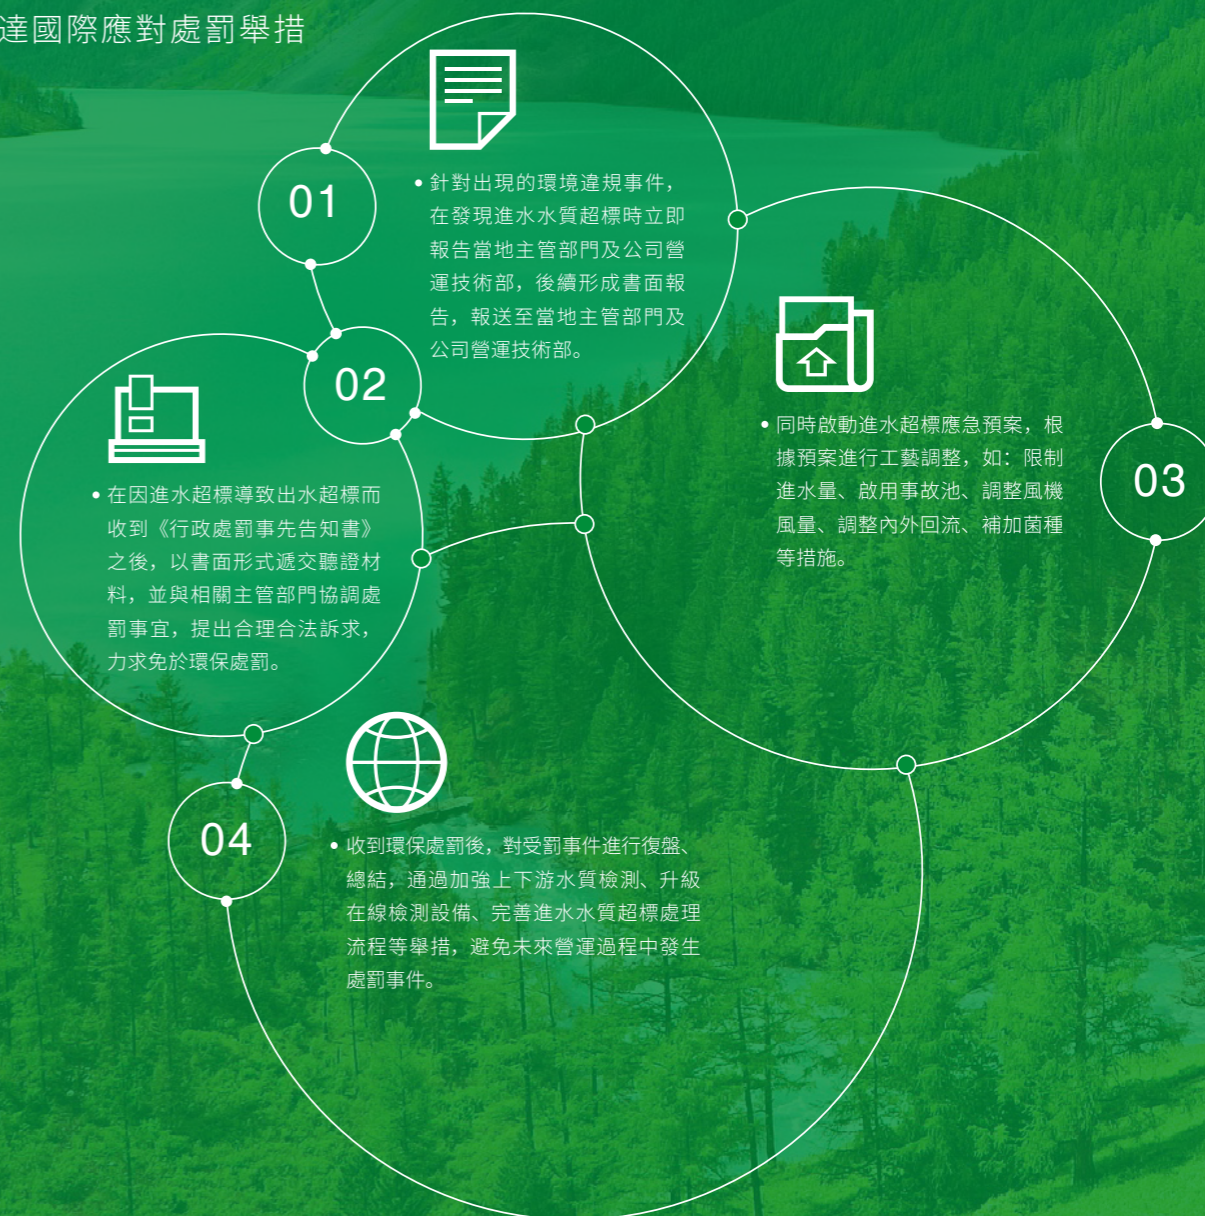 達國際應對處罰舉措
01
• 針對出現的環境違規事件，
在發現進水水質超標時立即
報告當地主管部門及公司營
運技術部，後續形成書面報
告，報送至當地主管部門及
公司營運技術部。
02
• 在因進水超標導致出水超標而
收到《行政處罰事先告知書》
之後，以書面形式遞交聽證材
料，並與相關主管部門協調處
罰事宜，提出合理合法訴求，
力求免於環保處罰。
03
• 同時啟動進水超標應急預案，根
據預案進行工藝調整，如：限制
進水量、啟用事故池、調整風機
風量、調整內外回流、補加菌種
等措施。
04
• 收到環保處罰後，對受罰事件進行復盤、
總結，通過加強上下游水質檢測、升級
在線檢測設備、完善進水水質超標處理
流程等舉措，避免未來營運過程中發生
處罰事件。